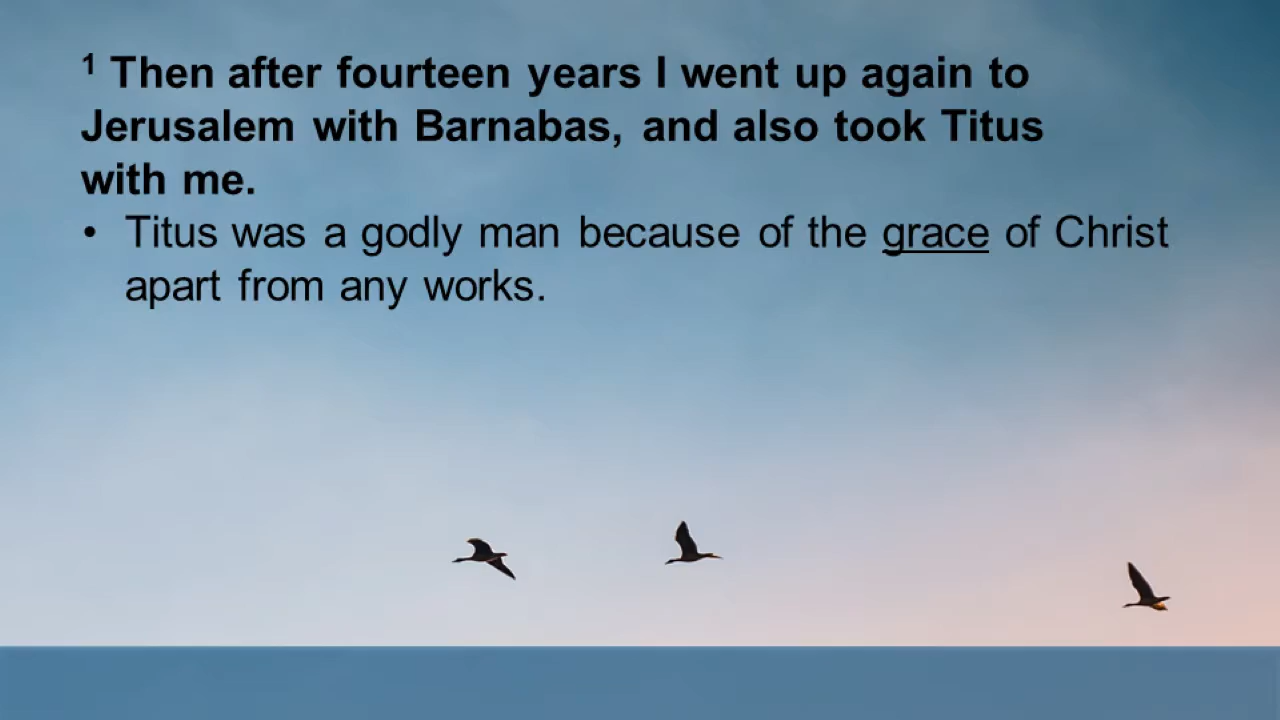 ¹ Then after fourteen years I went up again to
Jerusalem with Barnabas, and also took Titus
with me.
• Titus was a godly man because of the grace of Christ
apart from any works.